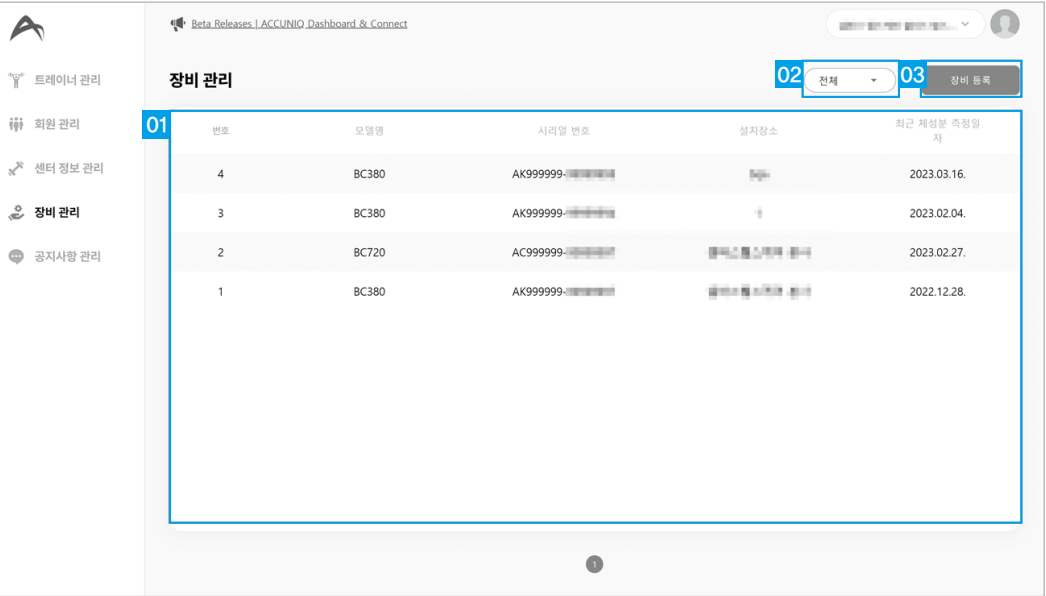 Beta Releases | ACCUNIQ Dashboard & Connect
트레이너 관리
회원 관리
센터 정보 관리
장비 관리
공지사항 관리
장비 관리
02
전체
03
장비 등록
01
번호 모델명 시리얼 번호 설치장소 최근 체성분 측정일
자
4 BC380 AK999999- 2023.03.16.
3 BC380 AK999999- 2023.02.04.
2 BC720 AC999999- 2023.02.27.
1 BC380 AK999999- 2022.12.28.
1